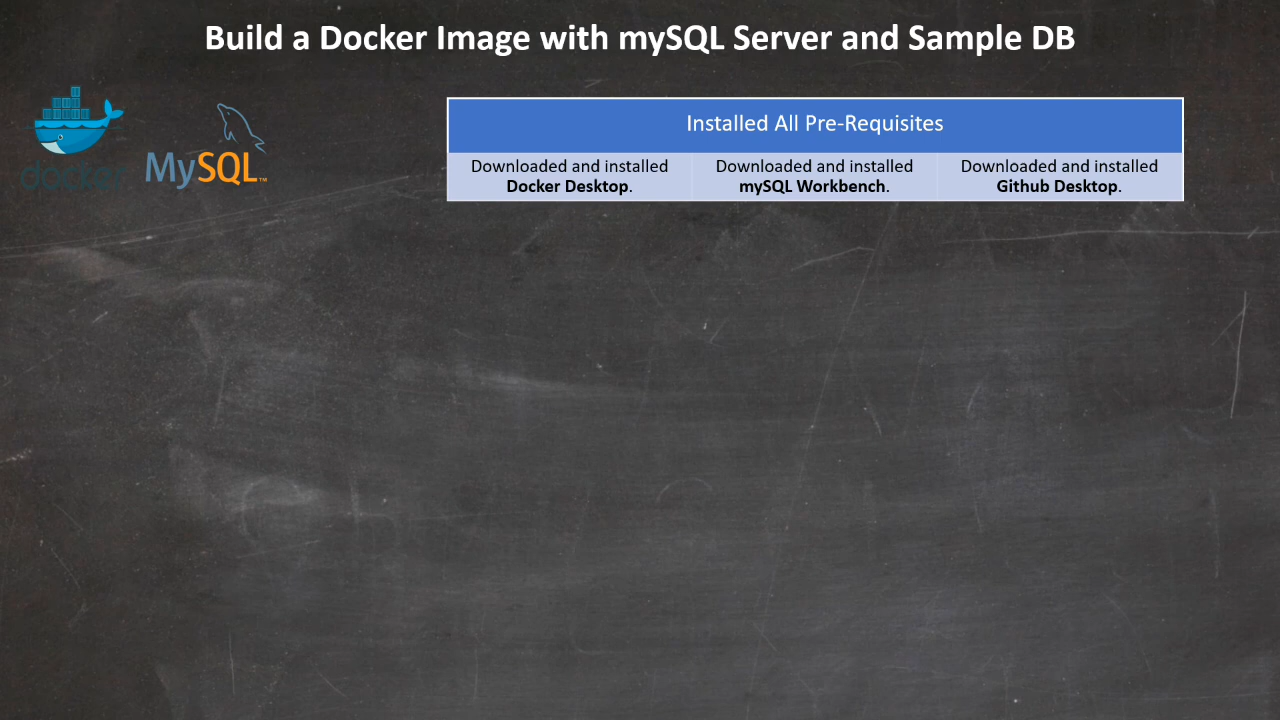 Build a Docker Image with mySQL Server and Sample DB
docker
MySQL™
Installed All Pre-Requisites
Downloaded and installed
Docker Desktop.
Downloaded and installed
mySQL Workbench.
Downloaded and installed
Github Desktop.